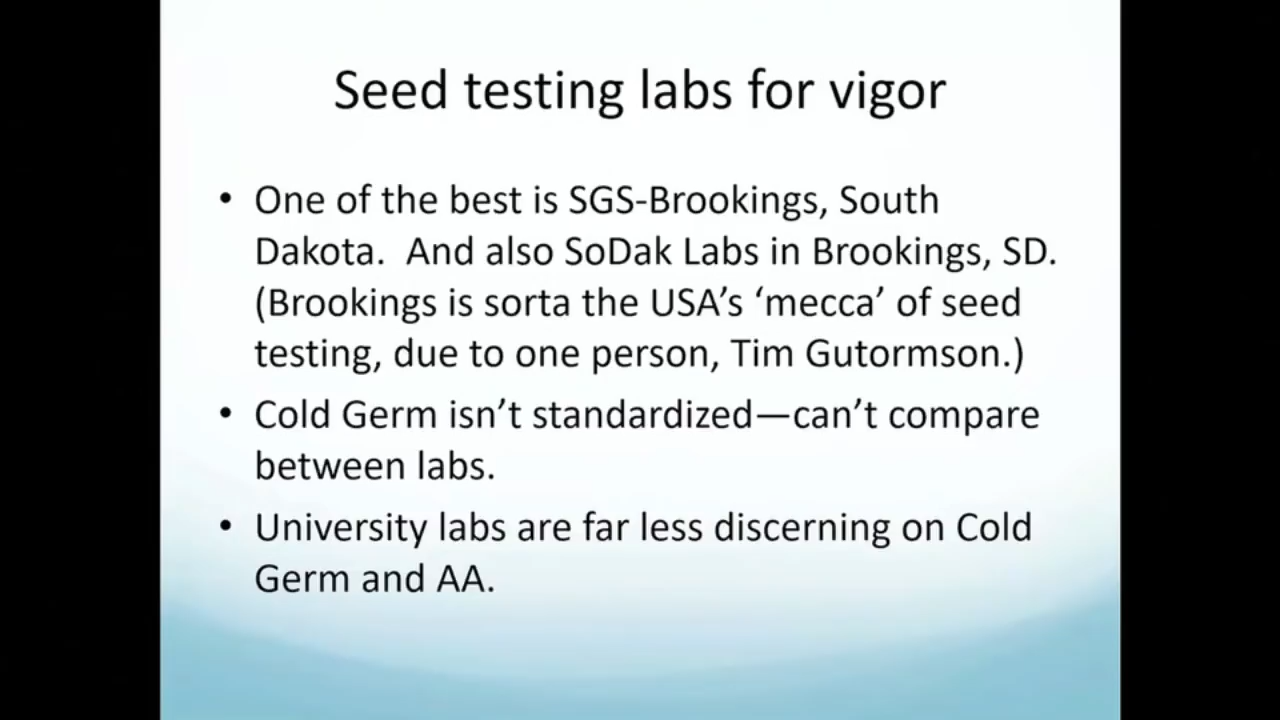 Seed testing labs for vigor
• One of the best is SGS-Brookings, South
Dakota.  And also SoDak Labs in Brookings, SD.
(Brookings is sorta the USA’s ‘mecca’ of seed
testing, due to one person, Tim Gutormson.)
• Cold Germ isn’t standardized—can’t compare
between labs.
• University labs are far less discerning on Cold
Germ and AA.